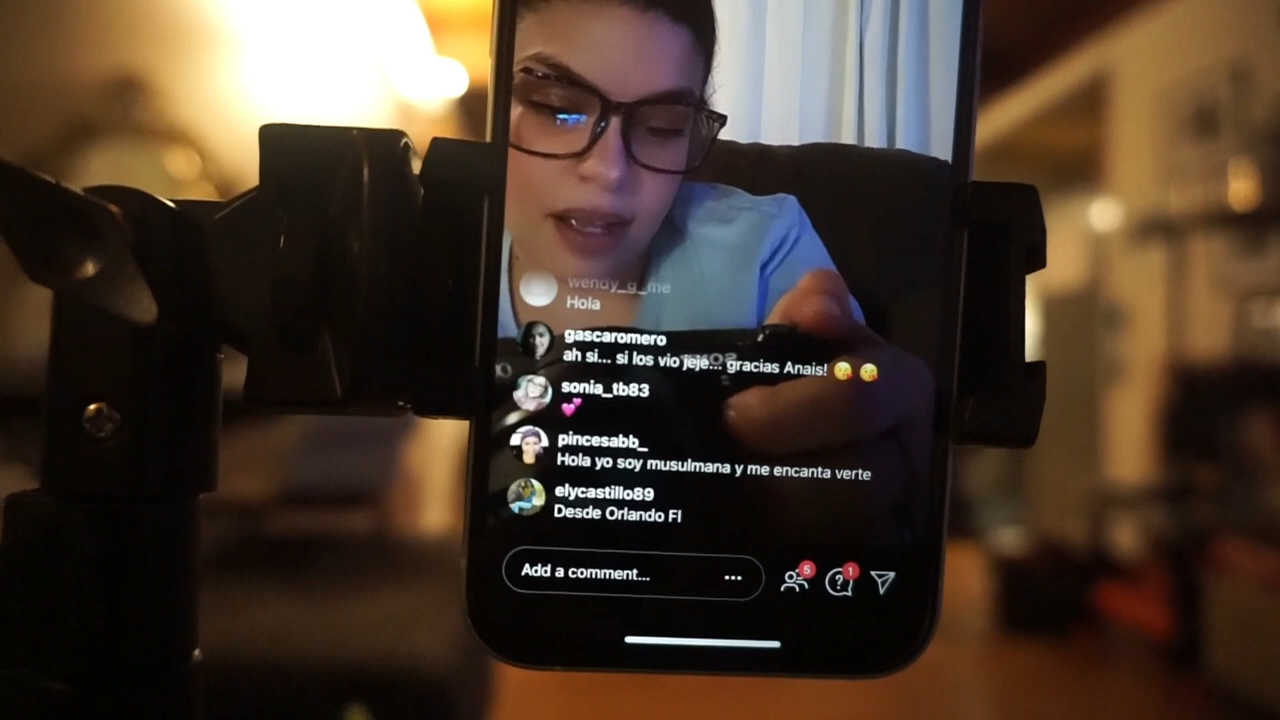 wendy_g_me
Hola
gascaromero
ah si... si los vio jeje... gracias Anais! 😘 😘
sonia_tb83
💕
pincesabb_
Hola yo soy musulmana y me encanta verte
elycastillo89
Desde Orlando Fl
Add a comment...
5
1